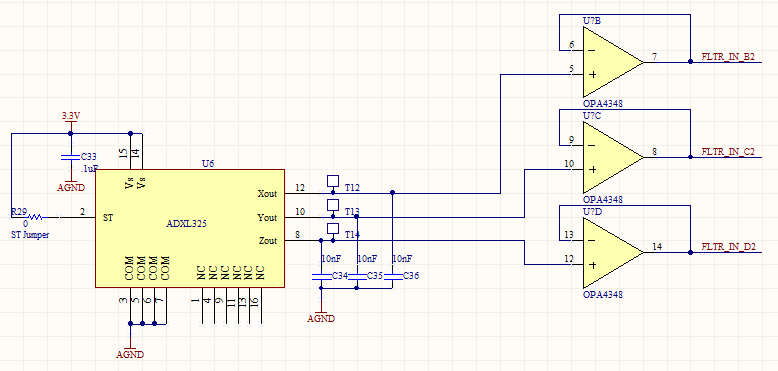 U?B
6
7
FLTR_IN_B2
5
OPA4348
3.3V
U?C
15
14
9
C33
.1uF
Vs
Vs
U6
8
FLTR_IN_C2
AGND
10
Xout
12
T12
OPA4348
R29
0
ST Jumper
2
ST
ADXL325
Yout
10
T13
U?D
Zout
8
T14
13
14
FLTR_IN_D2
12
10nF
10nF
10nF
C34
C35
C36
COM
COM
COM
COM
NC
NC
NC
NC
NC
NC
OPA4348
3
5
6
7
1
4
9
11
13
16
AGND
AGND